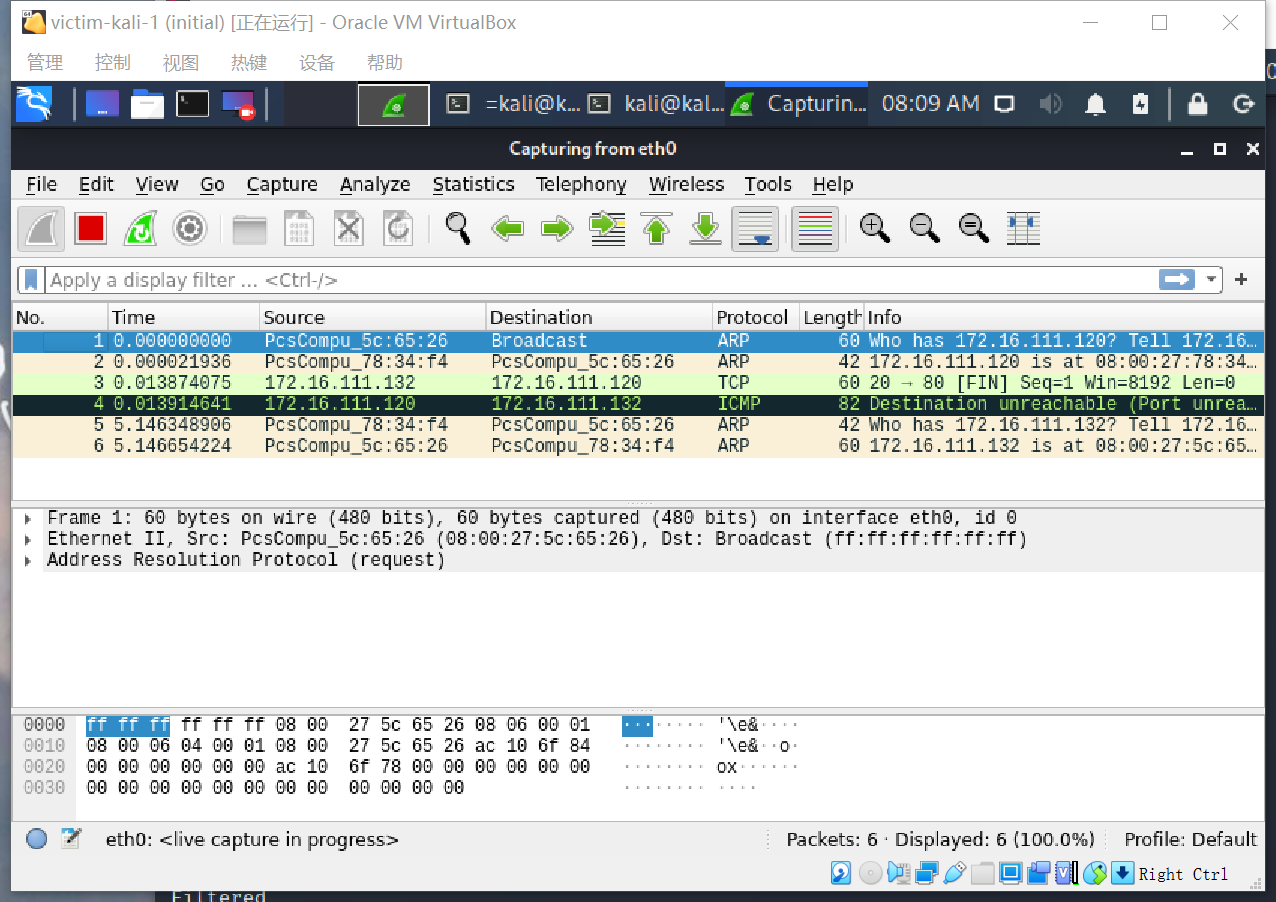 victim-kali-1 (initial) [正在运行] - Oracle VM VirtualBox
管理 控制 视图 热键 设备 帮助
=kali@k... kali@kal... Capturin... 08:09 AM
Capturing from eth0
File Edit View Go Capture Analyze Statistics Telephony Wireless Tools Help
Apply a display filter ... <Ctrl-/>
No. Time Source Destination Protocol Length Info
1 0.000000000 PcsCompu_5c:65:26 Broadcast ARP 60 Who has 172.16.111.120? Tell 172.16…
2 0.000021936 PcsCompu_78:34:f4 PcsCompu_5c:65:26 ARP 42 172.16.111.120 is at 08:00:27:78:34…
3 0.013874075 172.16.111.132 172.16.111.120 TCP 60 20 → 80 [FIN] Seq=1 Win=8192 Len=0
4 0.013914641 172.16.111.120 172.16.111.132 ICMP 82 Destination unreachable (Port unrea…
5 5.146348906 PcsCompu_78:34:f4 PcsCompu_5c:65:26 ARP 42 Who has 172.16.111.132? Tell 172.16…
6 5.146654224 PcsCompu_5c:65:26 PcsCompu_78:34:f4 ARP 60 172.16.111.132 is at 08:00:27:5c:65…
Frame 1: 60 bytes on wire (480 bits), 60 bytes captured (480 bits) on interface eth0, id 0
Ethernet II, Src: PcsCompu_5c:65:26 (08:00:27:5c:65:26), Dst: Broadcast (ff:ff:ff:ff:ff:ff)
Address Resolution Protocol (request)
0000 ff ff ff ff ff ff 08 00 27 5c 65 26 08 06 00 01 ········ '\e&····
0010 08 00 06 04 00 01 08 00 27 5c 65 26 ac 10 6f 84 ········ '\e&··o·
0020 00 00 00 00 00 00 ac 10 6f 78 00 00 00 00 00 00 ········ ox······
0030 00 00 00 00 00 00 00 00 00 00 00 00 ········ ····
eth0: <live capture in progress> Packets: 6 · Displayed: 6 (100.0%) Profile: Default
Right Ctrl
Filtered